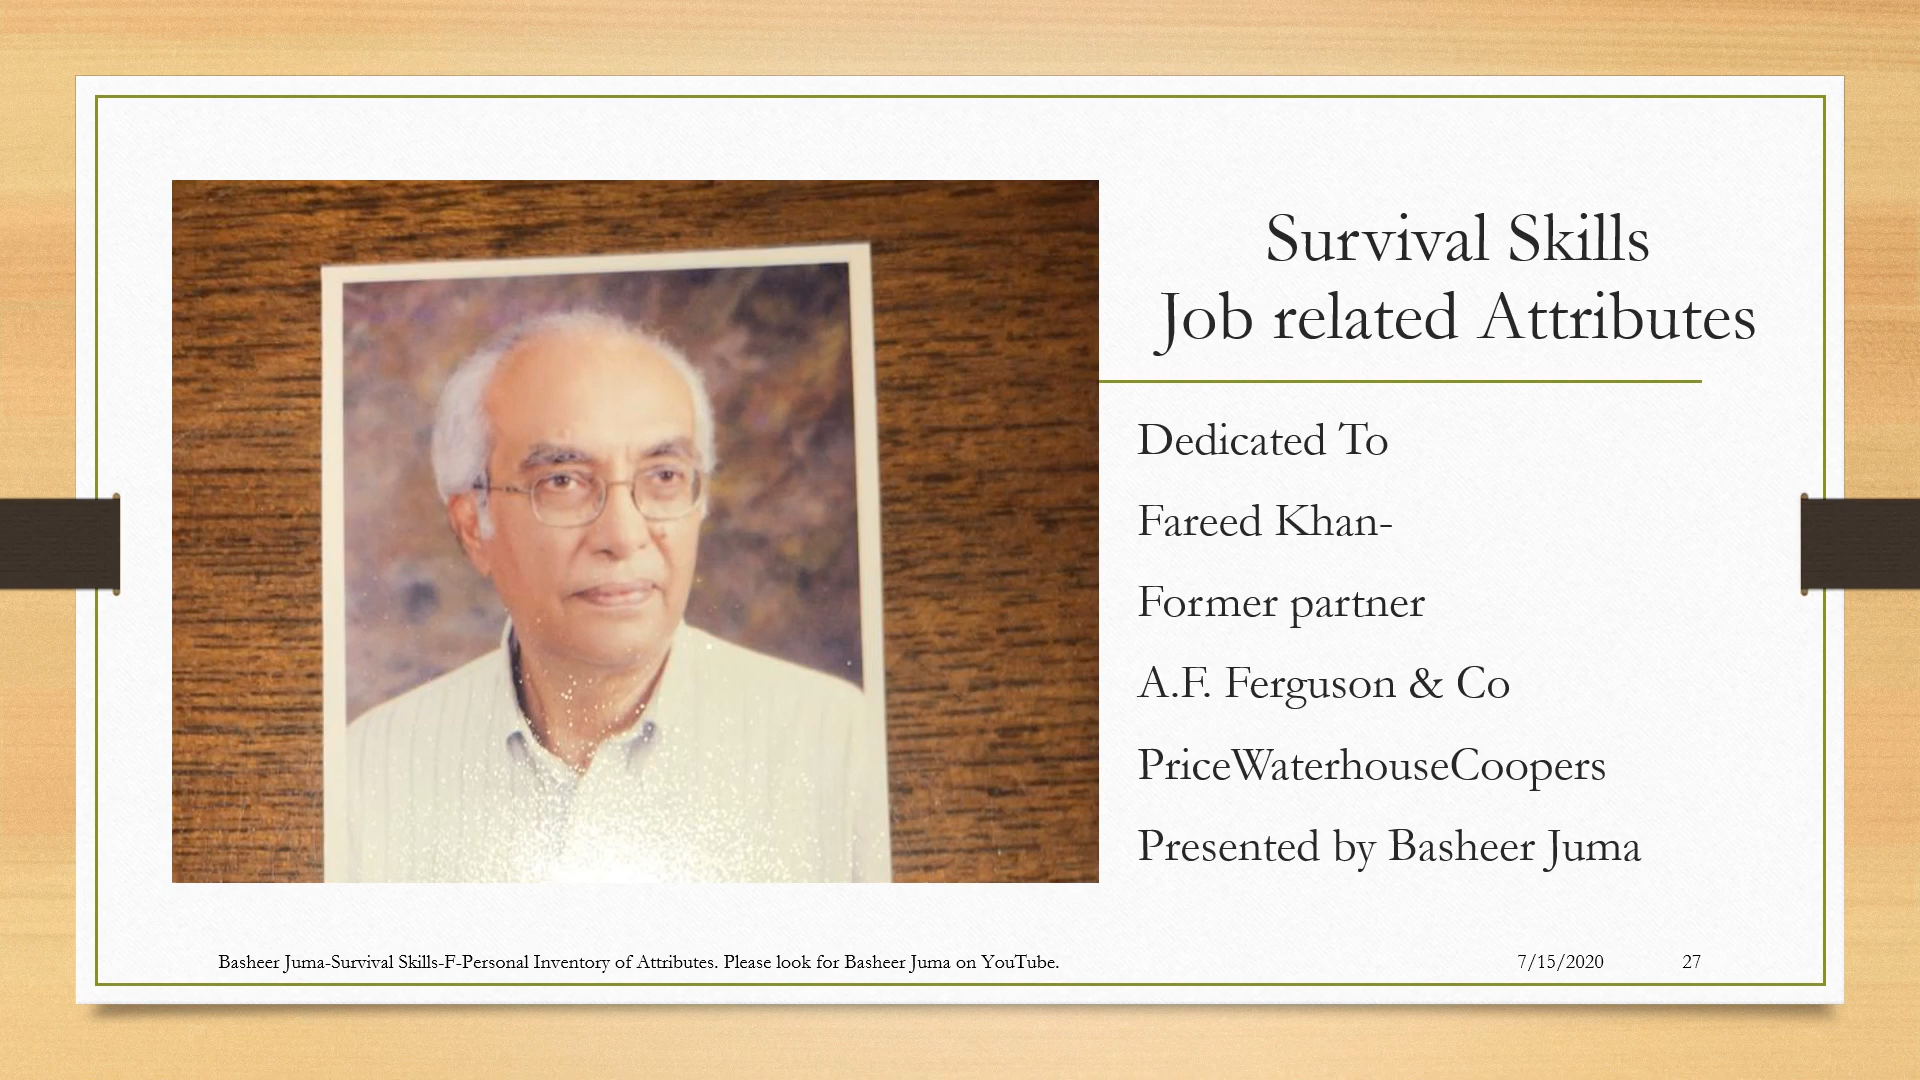 Survival Skills
Job related Attributes
Dedicated To
Fareed Khan-
Former partner
A.F. Ferguson & Co
PriceWaterhouseCoopers
Presented by Basheer Juma
Basheer Juma-Survival Skills-F-Personal Inventory of Attributes. Please look for Basheer Juma on YouTube.
7/15/2020
27